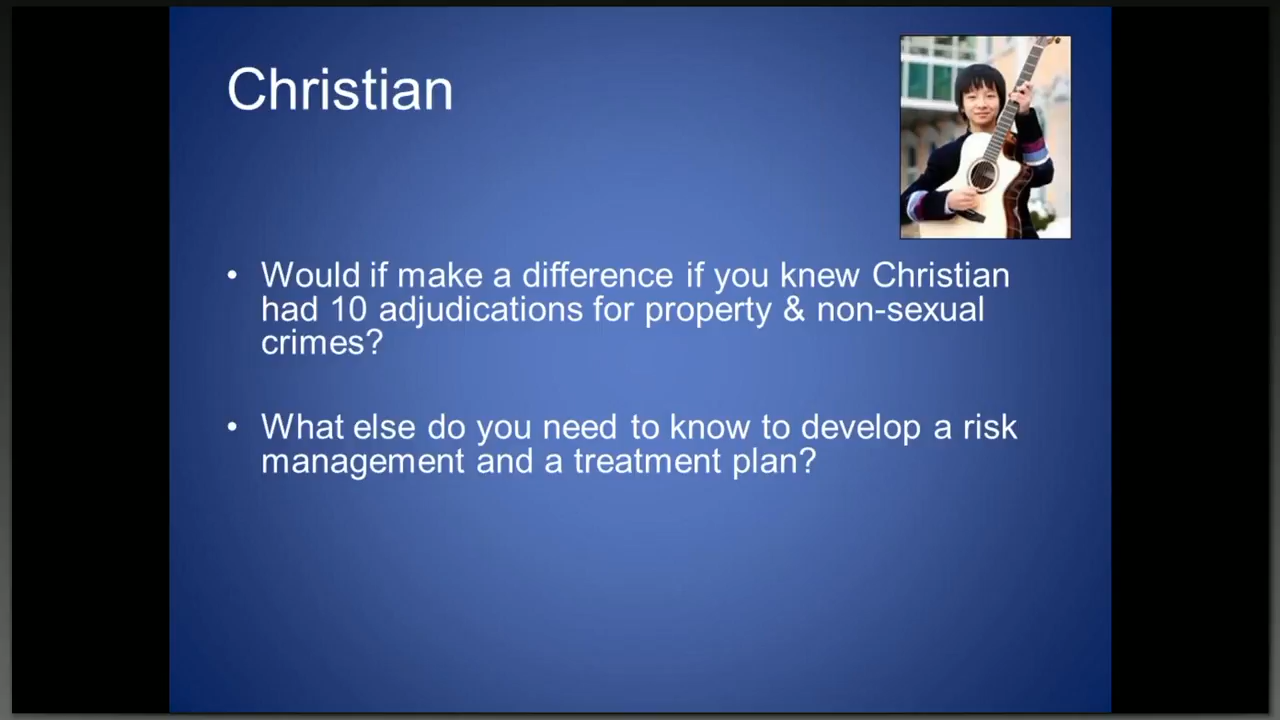 Christian
• Would if make a difference if you knew Christian
had 10 adjudications for property & non-sexual
crimes?
• What else do you need to know to develop a risk
management and a treatment plan?